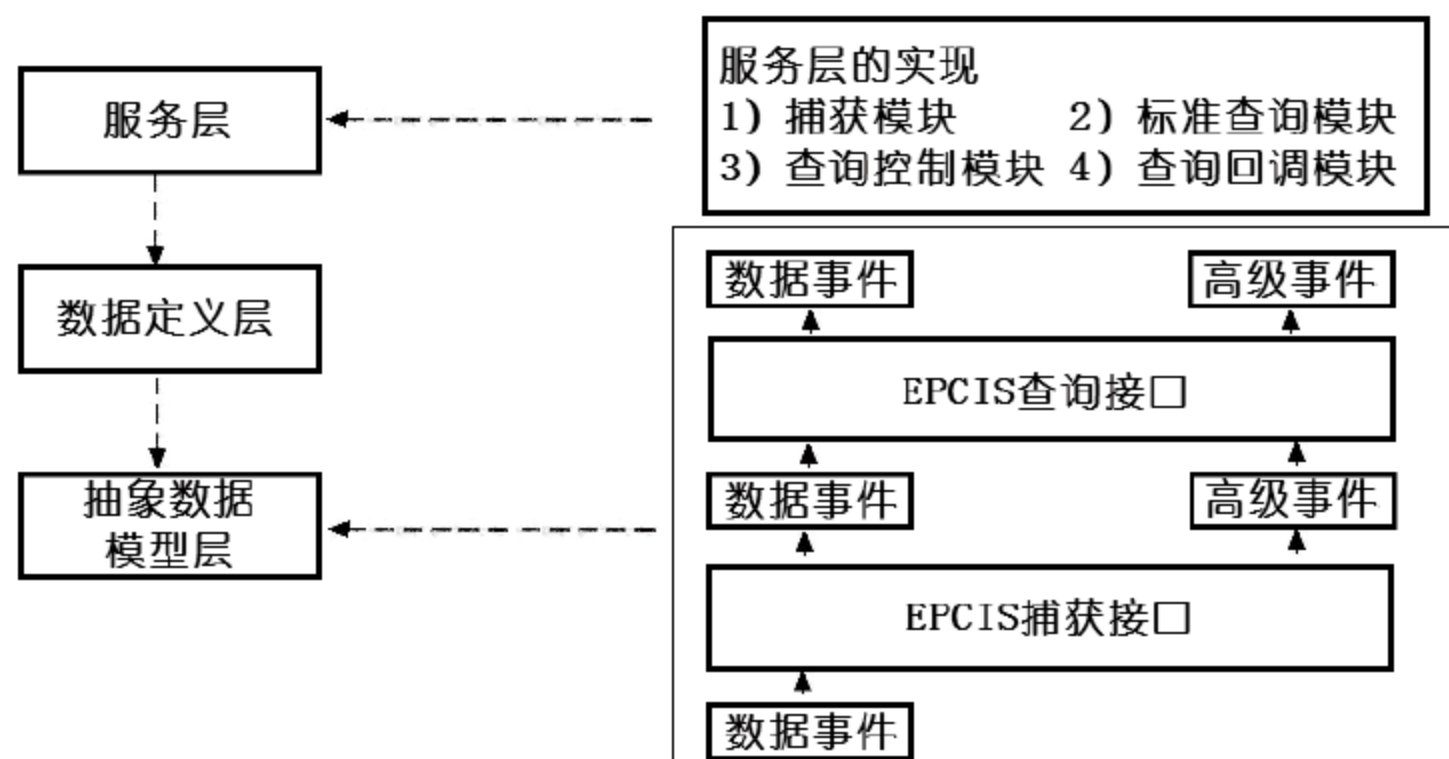 服务层
数据定义层
抽象数据
模型层
服务层的实现
1) 捕获模块 2) 标准查询模块
3) 查询控制模块 4) 查询回调模块
数据事件 高级事件
EPCIS查询接口
数据事件 高级事件
EPCIS捕获接口
数据事件